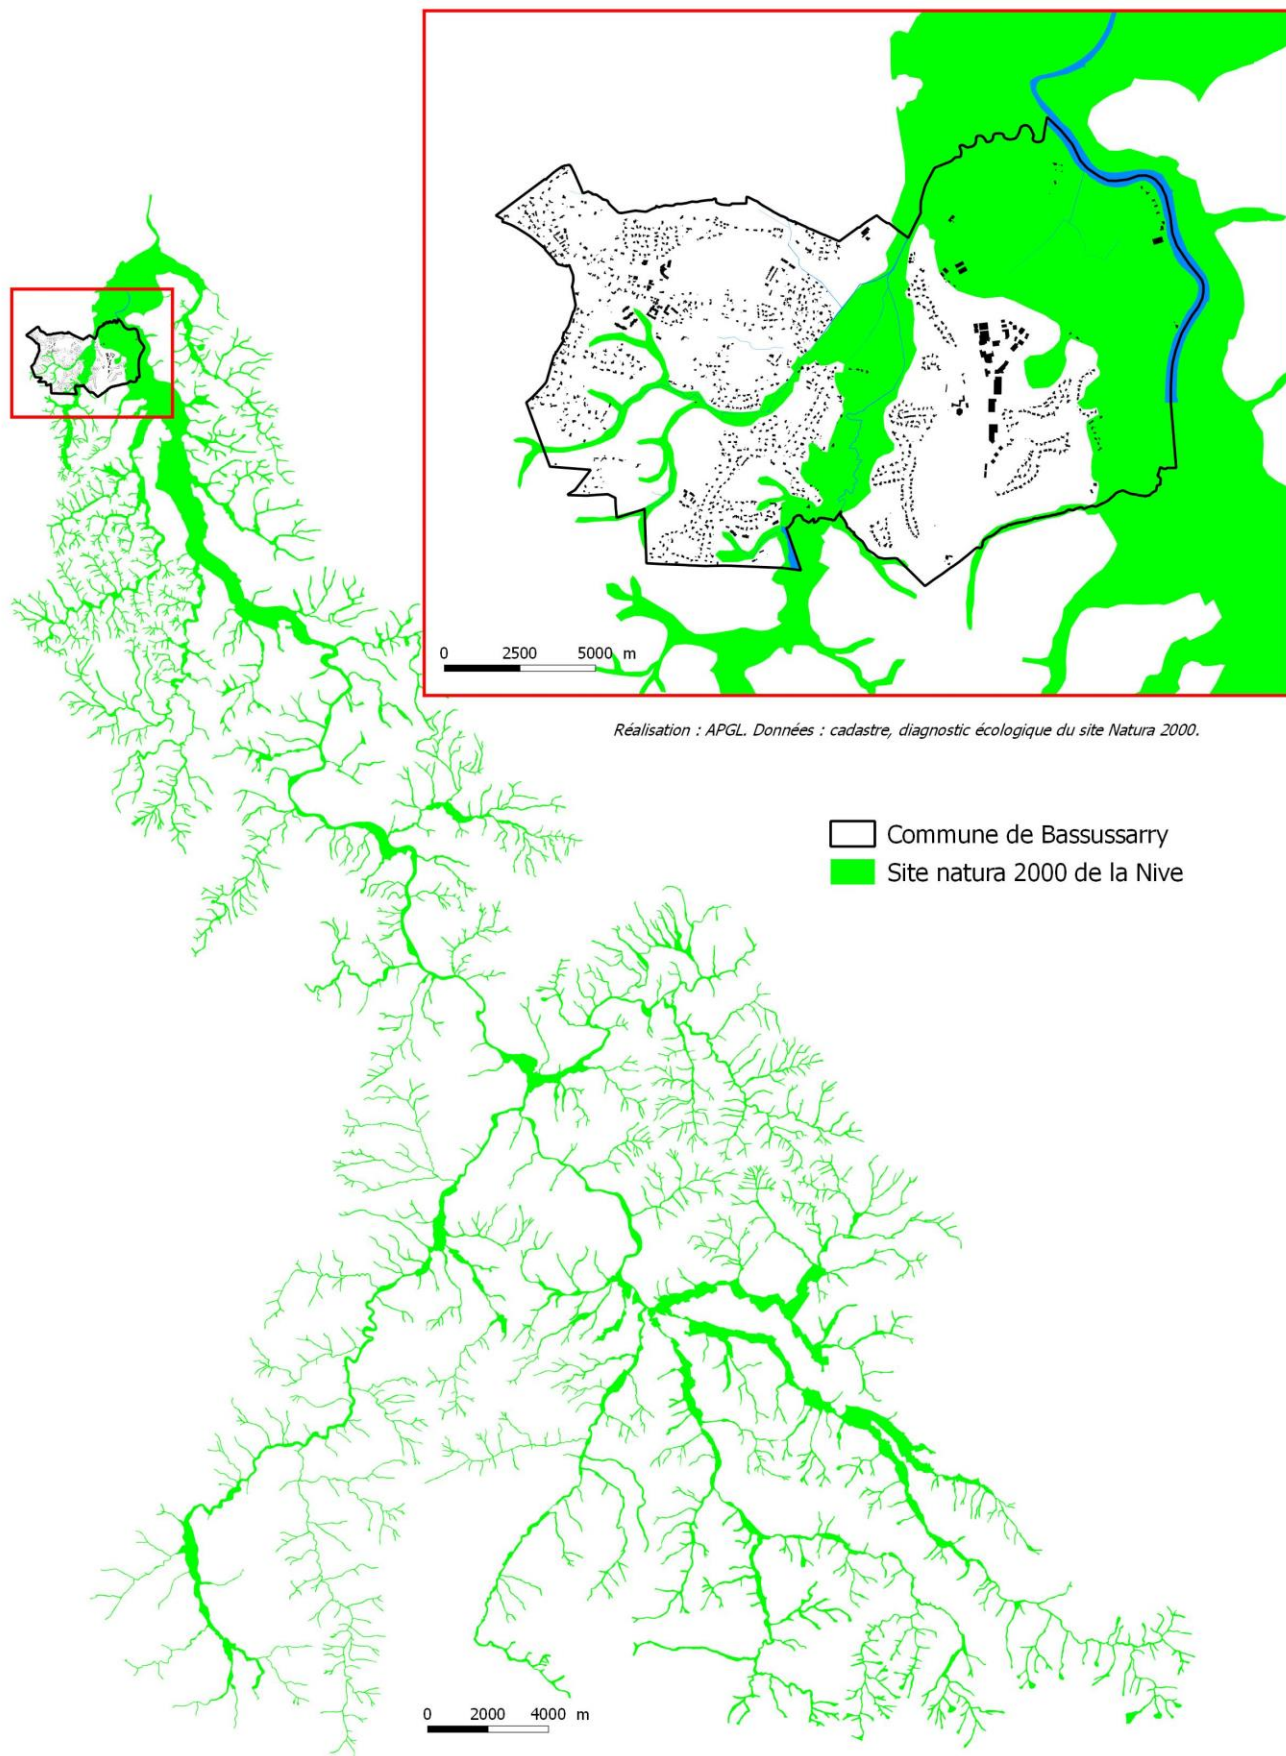 0 2500 5000 m
Réalisation : APGL. Données : cadastre, diagnostic écologique du site Natura 2000.
Commune de Bassussarry
Site natura 2000 de la Nive
0 2000 4000 m